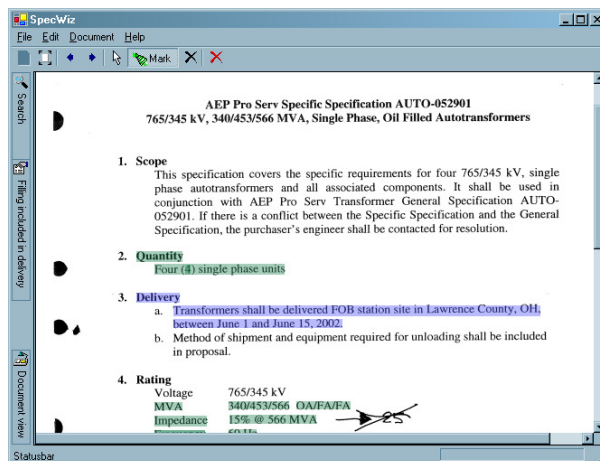 SpecWiz
File Edit Document Help
Mark
Search
Filling included in delivery
Document view
AEP Pro Serv Specific Specification AUTO-052901
765/345 kV, 340/453/566 MVA, Single Phase, Oil Filled Autotransformers
1. Scope
This specification covers the specific requirements for four 765/345 kV, single
phase autotransformers and all associated components. It shall be used in
conjunction with AEP Pro Serv Transformer General Specification AUTO-
052901. If there is a conflict between the Specific Specification and the General
Specification, the purchaser's engineer shall be contacted for resolution.
2. Quantity
Four (4) single phase units
3. Delivery
a. Transformers shall be delivered FOB station site in Lawrence County, OH,
between June 1 and June 15, 2002.
b. Method of shipment and equipment required for unloading shall be included
in proposal.
4. Rating
Voltage 765/345 kV
MVA 340/453/566 OA/FA/FA
Impedance 15% @ 566 MVA 25
Frequency 60 Hz
Statusbar